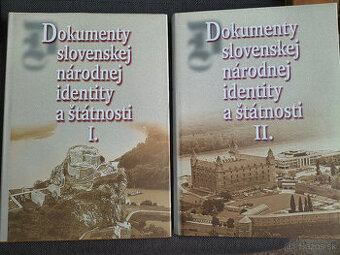 Dokumenty
slovenskej
národnej
identity
a štátnosti
I.
Dokumenty
slovenskej
národnej
identity
a štátnosti
II.